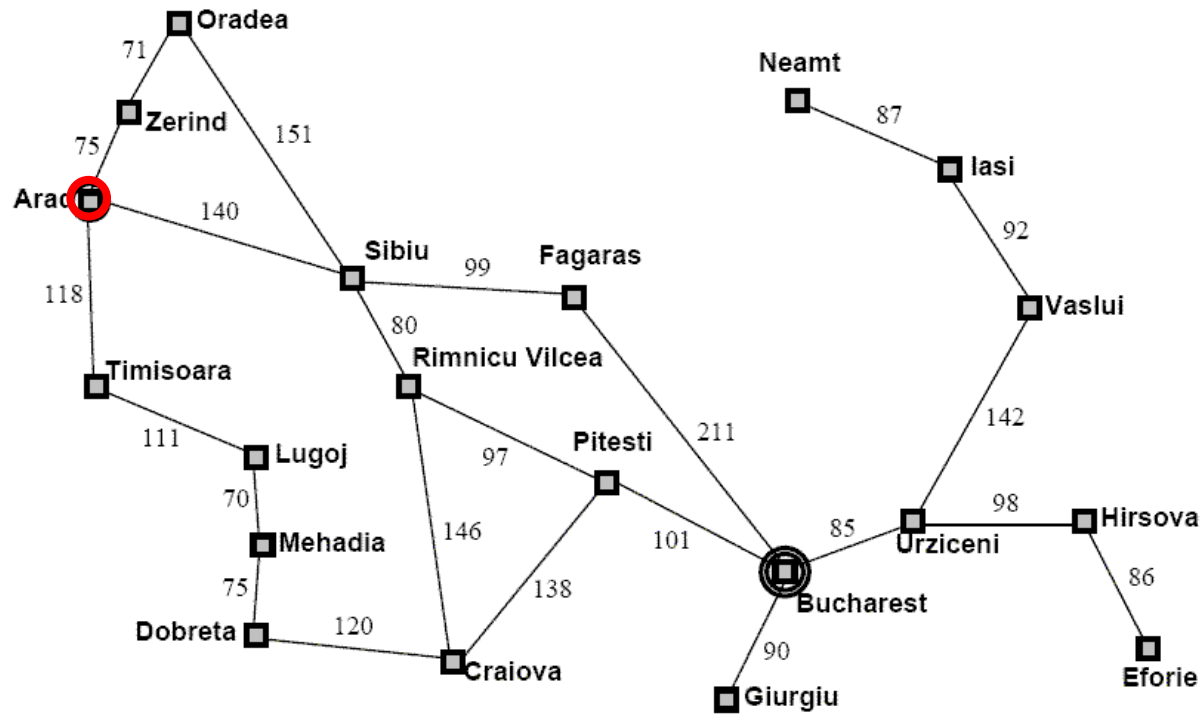 Oradea
71
Neamt
87
Zerind
151
75
Iasi
Arad
140
92
Sibiu
Fagaras
99
118
Vaslui
80
Rimnicu Vilcea
Timisoara
142
211
Pitesti
111
Lugoj
97
70
98
Hirsova
146
85
Urziceni
101
Mehadia
86
75
138
Bucharest
Dobreta
120
90
Craiova
Eforie
Giurgiu